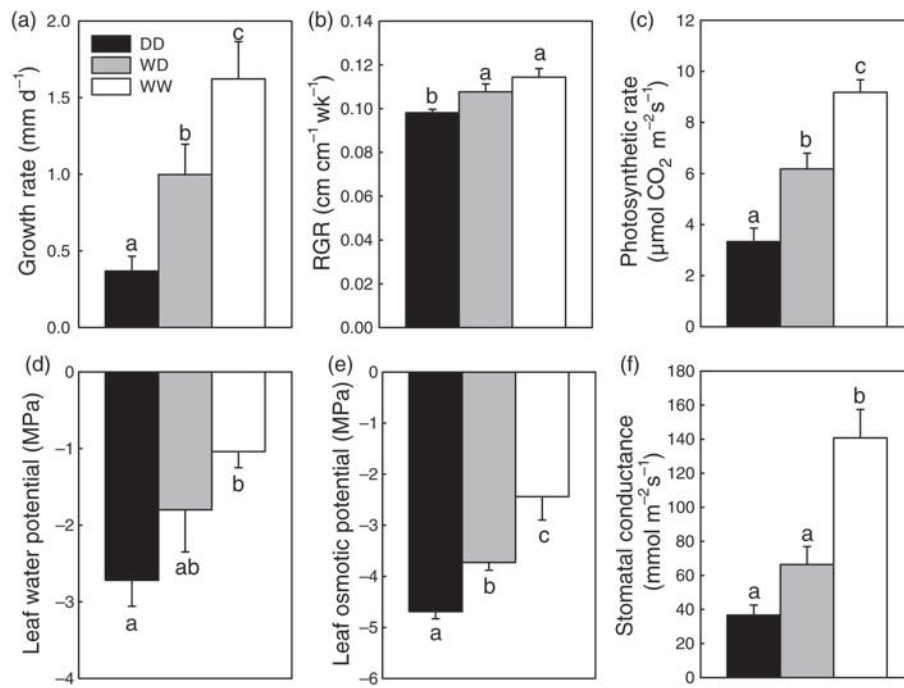 (a)
Growth rate (mm d⁻¹)
2.0
1.5
1.0
0.5
0.0
DD
WD
WW
a
b
c
(b)
RGR (cm cm⁻¹ wk⁻¹)
0.14
0.12
0.10
0.08
0.06
0.04
0.02
0.00
b
a
a
(c)
Photosynthetic rate
(µmol CO₂ m⁻²s⁻¹)
12
10
8
6
4
2
0
a
b
c
(d)
Leaf water potential (MPa)
0
−1
−2
−3
−4
a
ab
b
(e)
Leaf osmotic potential (MPa)
0
−1
−2
−3
−4
−5
−6
a
b
c
(f)
Stomatal conductance
(mmol m⁻²s⁻¹)
180
160
140
120
100
80
60
40
20
0
a
a
b